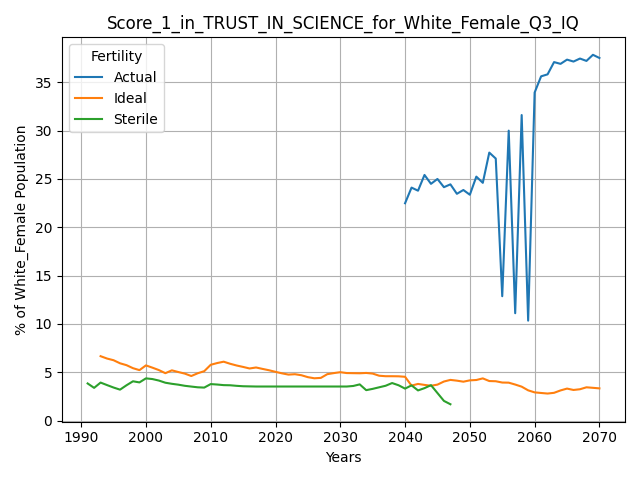 Score_1_in_TRUST_IN_SCIENCE_for_White_Female_Q3_IQ
Fertility
Actual
Ideal
Sterile
% of White_Female Population
35
30
25
20
15
10
5
0
1990 2000 2010 2020 2030 2040 2050 2060 2070
Years